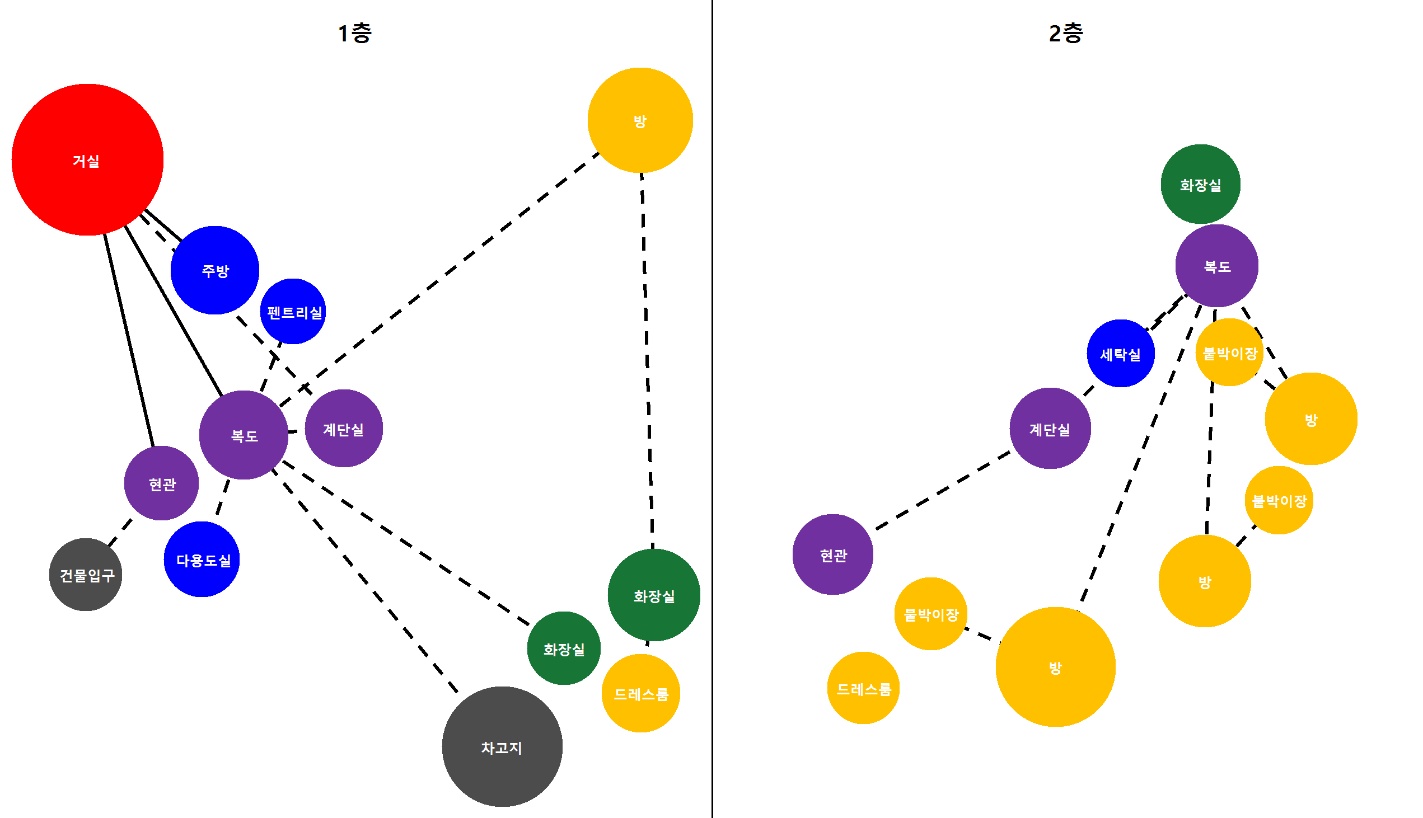 1층
거실
방
주방
펜트리실
복도
계단실
현관
다용도실
건물입구
화장실
화장실
드레스룸
차고지
2층
화장실
복도
세탁실
붙박이장
방
계단실
붙박이장
현관
방
붙박이장
방
드레스룸